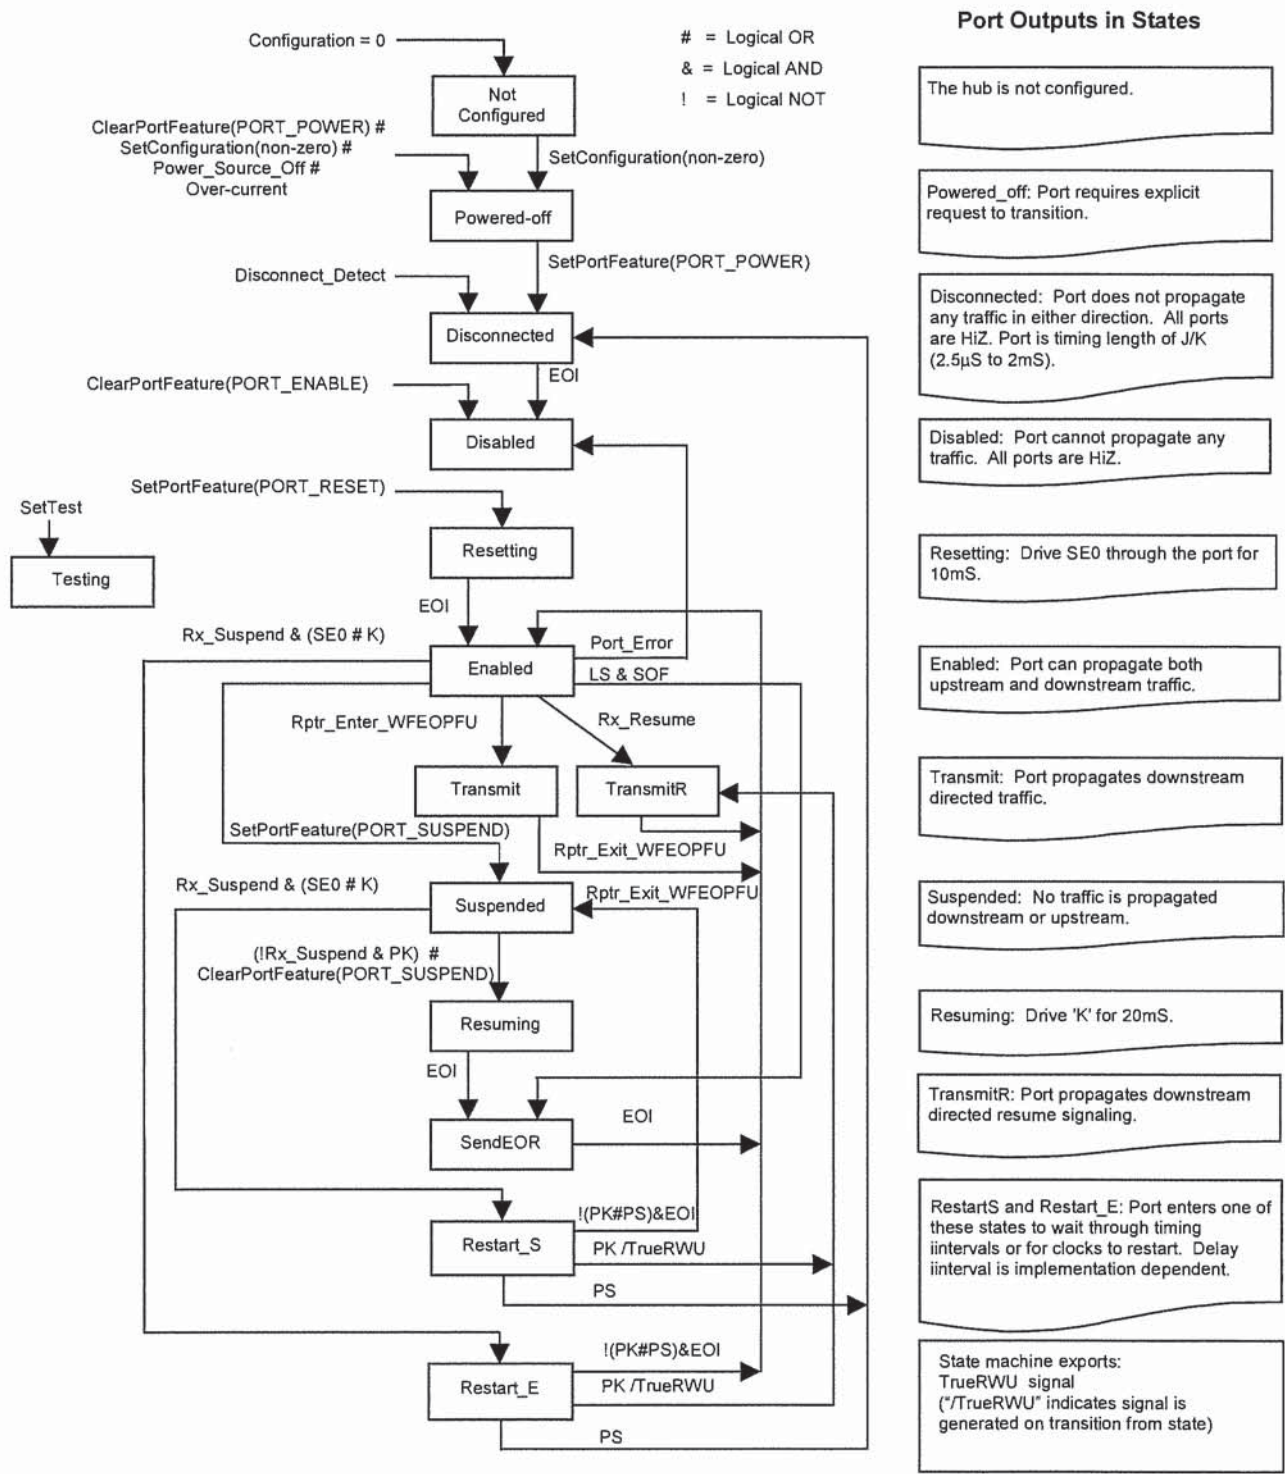 Port Outputs in States
Configuration = 0
# = Logical OR
& = Logical AND
! = Logical NOT
Not
Configured
The hub is not configured.
ClearPortFeature(PORT_POWER) #
SetConfiguration(non-zero) #
Power_Source_Off #
Over-current
SetConfiguration(non-zero)
Powered-off
Powered_off: Port requires explicit
request to transition.
SetPortFeature(PORT_POWER)
Disconnect_Detect
Disconnected
Disconnected: Port does not propagate
any traffic in either direction. All ports
are HiZ. Port is timing length of J/K
(2.5µS to 2mS).
EOI
ClearPortFeature(PORT_ENABLE)
Disabled
Disabled: Port cannot propagate any
traffic. All ports are HiZ.
SetPortFeature(PORT_RESET)
SetTest
Testing
Resetting
Resetting: Drive SE0 through the port for
10mS.
EOI
Rx_Suspend & (SE0 # K)
Enabled
Port_Error
LS & SOF
Enabled: Port can propagate both
upstream and downstream traffic.
Rptr_Enter_WFEOPFU
Rx_Resume
Transmit
TransmitR
Transmit: Port propagates downstream
directed traffic.
SetPortFeature(PORT_SUSPEND)
Rptr_Exit_WFEOPFU
Rx_Suspend & (SE0 # K)
Suspended
Rptr_Exit_WFEOPFU
Suspended: No traffic is propagated
downstream or upstream.
(!Rx_Suspend & PK) #
ClearPortFeature(PORT_SUSPEND)
Resuming
Resuming: Drive 'K' for 20mS.
EOI
TransmitR: Port propagates downstream
directed resume signaling.
SendEOR
EOI
Restart_S
!(PK#PS)&EOI
PK /TrueRWU
PS
RestartS and Restart_E: Port enters one of
these states to wait through timing
iintervals or for clocks to restart. Delay
iinterval is implementation dependent.
Restart_E
!(PK#PS)&EOI
PK /TrueRWU
PS
State machine exports:
TrueRWU signal
("/TrueRWU" indicates signal is
generated on transition from state)